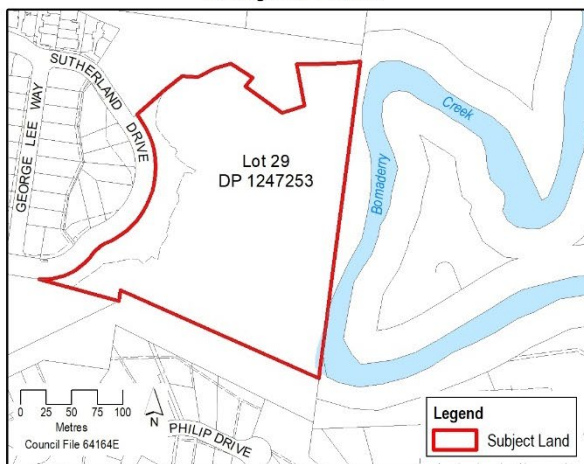 SUTHERLAND DRIVE
GEORGE LEE WAY
Lot 29
DP 1247253
Creek
Bomaderry
0 25 50 75 100
Metres
Council File 64164E
N
PHILIP DRIVE
Legend
Subject Land